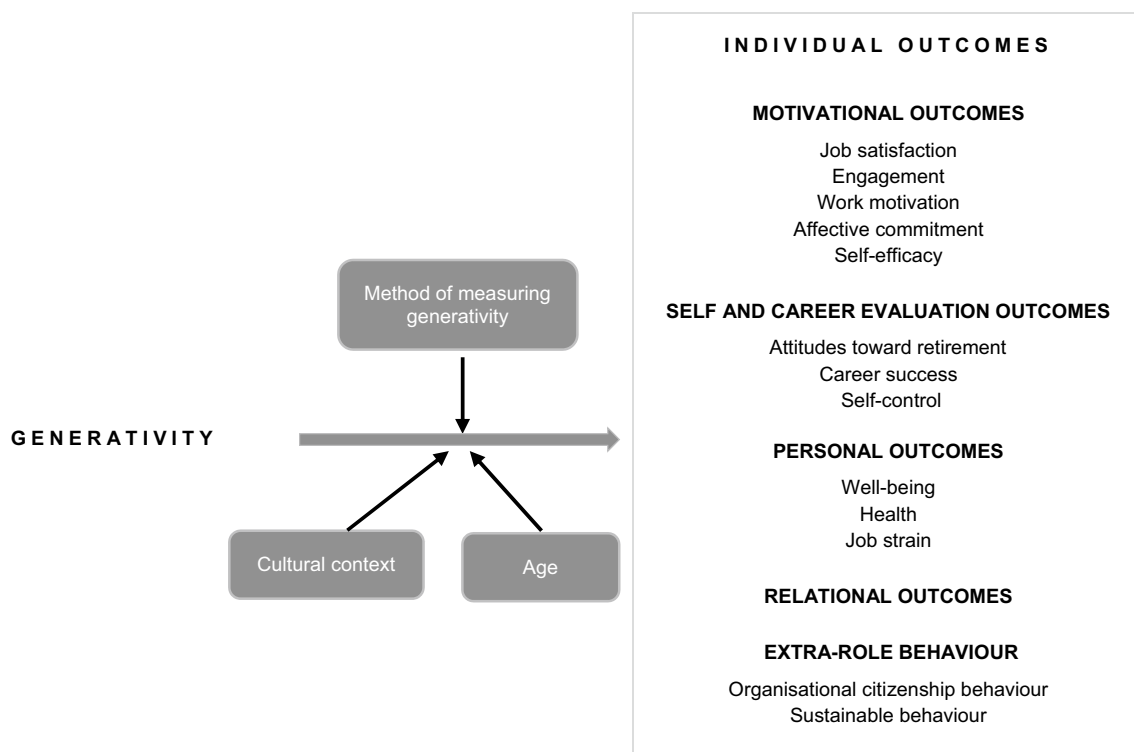 INDIVIDUAL OUTCOMES
MOTIVATIONAL OUTCOMES
Job satisfaction
Engagement
Work motivation
Affective commitment
Self-efficacy
Method of measuring
generativity
SELF AND CAREER EVALUATION OUTCOMES
Attitudes toward retirement
Career success
Self-control
GENERATIVITY
PERSONAL OUTCOMES
Well-being
Health
Job strain
Cultural context
Age
RELATIONAL OUTCOMES
EXTRA-ROLE BEHAVIOUR
Organisational citizenship behaviour
Sustainable behaviour